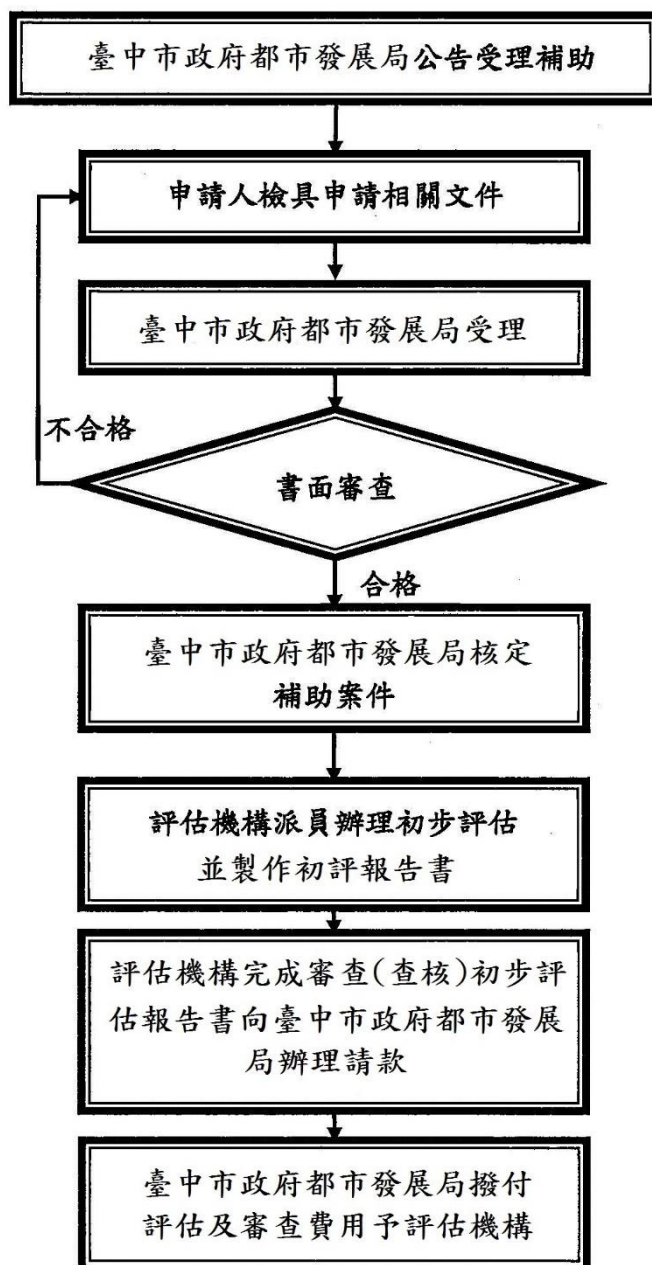 臺中市政府都市發展局公告受理補助
申請人檢具申請相關文件
臺中市政府都市發展局受理
不合格
書面審查
合格
臺中市政府都市發展局核定
補助案件
評估機構派員辦理初步評估
並製作初評報告書
評估機構完成審查(查核)初步評
估報告書向臺中市政府都市發展
局辦理請款
臺中市政府都市發展局撥付
評估及審查費用予評估機構